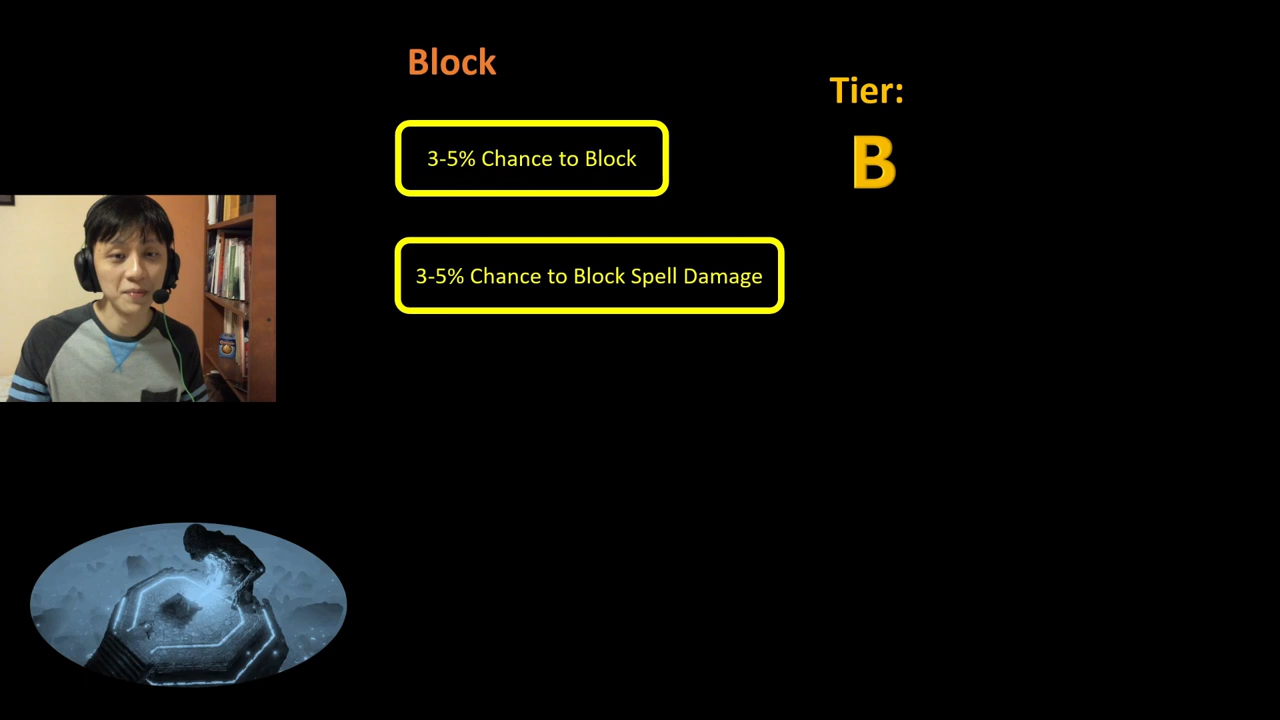 Block
Tier:
B
3-5% Chance to Block
3-5% Chance to Block Spell Damage